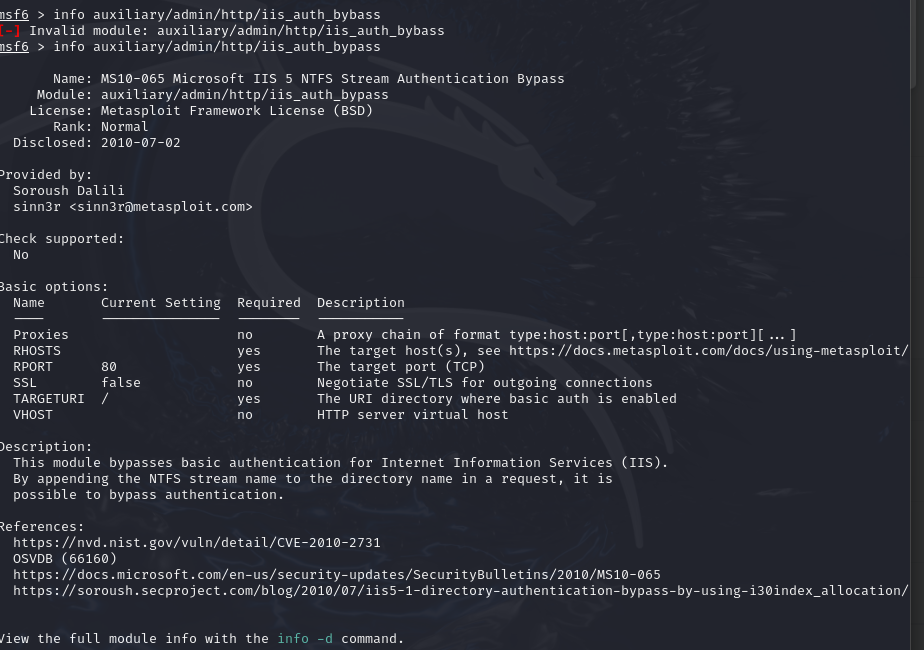 msf6 > info auxiliary/admin/http/iis_auth_bybass
[-] Invalid module: auxiliary/admin/http/iis_auth_bybass
msf6 > info auxiliary/admin/http/iis_auth_bypass
Name: MS10-065 Microsoft IIS 5 NTFS Stream Authentication Bypass
Module: auxiliary/admin/http/iis_auth_bypass
License: Metasploit Framework License (BSD)
Rank: Normal
Disclosed: 2010-07-02
Provided by:
Soroush Dalili
sinn3r <sinn3r@metasploit.com>
Check supported:
No
Basic options:
Name Current Setting Required Description
Proxies no A proxy chain of format type:host:port[,type:host:port][...]
RHOSTS yes The target host(s), see https://docs.metasploit.com/docs/using-metasploit/
RPORT 80 yes The target port (TCP)
SSL false no Negotiate SSL/TLS for outgoing connections
TARGETURI / yes The URI directory where basic auth is enabled
VHOST no HTTP server virtual host
Description:
This module bypasses basic authentication for Internet Information Services (IIS).
By appending the NTFS stream name to the directory name in a request, it is
possible to bypass authentication.
References:
https://nvd.nist.gov/vuln/detail/CVE-2010-2731
OSVDB (66160)
https://docs.microsoft.com/en-us/security-updates/SecurityBulletins/2010/MS10-065
https://soroush.secproject.com/blog/2010/07/iis5-1-directory-authentication-bypass-by-using-i30index_allocation/
View the full module info with the info -d command.